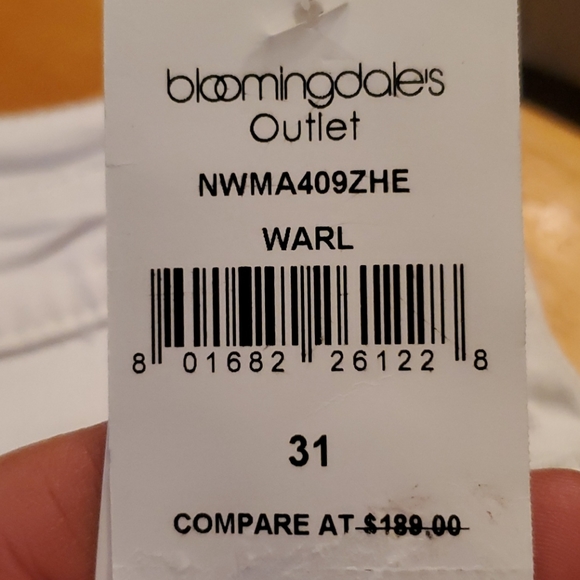 bloomingdale's
Outlet
NWMA409ZHE
WARL
8 01682 26122 8
31
COMPARE AT $189.00